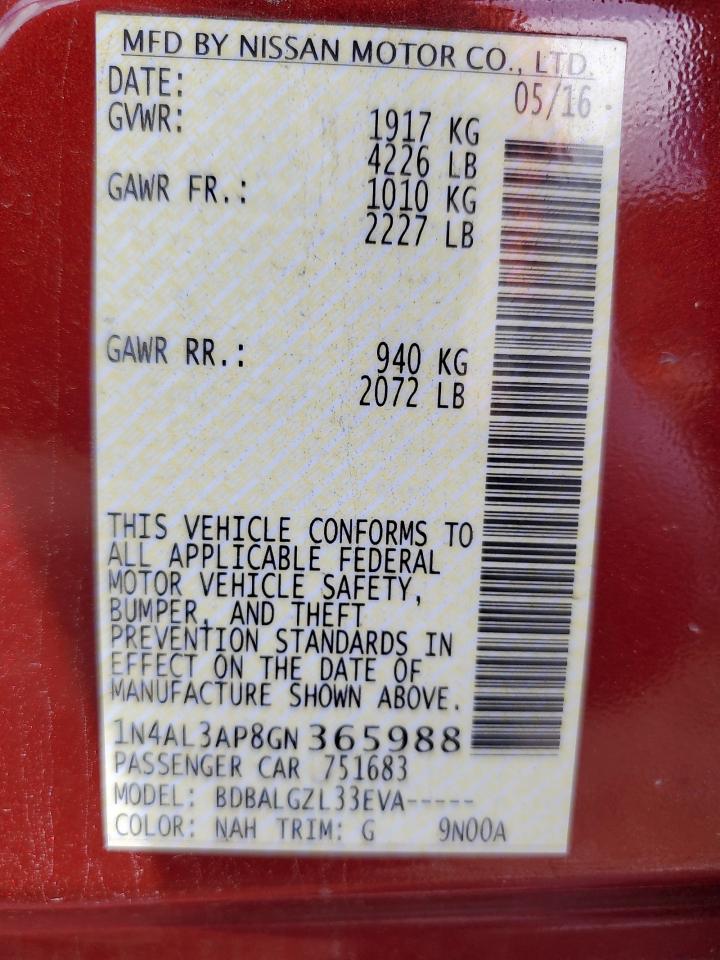 MFD BY NISSAN MOTOR CO., LTD.
DATE: 05/16
GVWR: 1917 KG
4226 LB
GAWR FR.: 1010 KG
2227 LB
GAWR RR.: 940 KG
2072 LB
THIS VEHICLE CONFORMS TO
ALL APPLICABLE FEDERAL
MOTOR VEHICLE SAFETY,
BUMPER, AND THEFT
PREVENTION STANDARDS IN
EFFECT ON THE DATE OF
MANUFACTURE SHOWN ABOVE.
1N4AL3AP8GN 365988
PASSENGER CAR 751683
MODEL: BDBALGZL33EVA-----
COLOR: NAH TRIM: G 9N00A